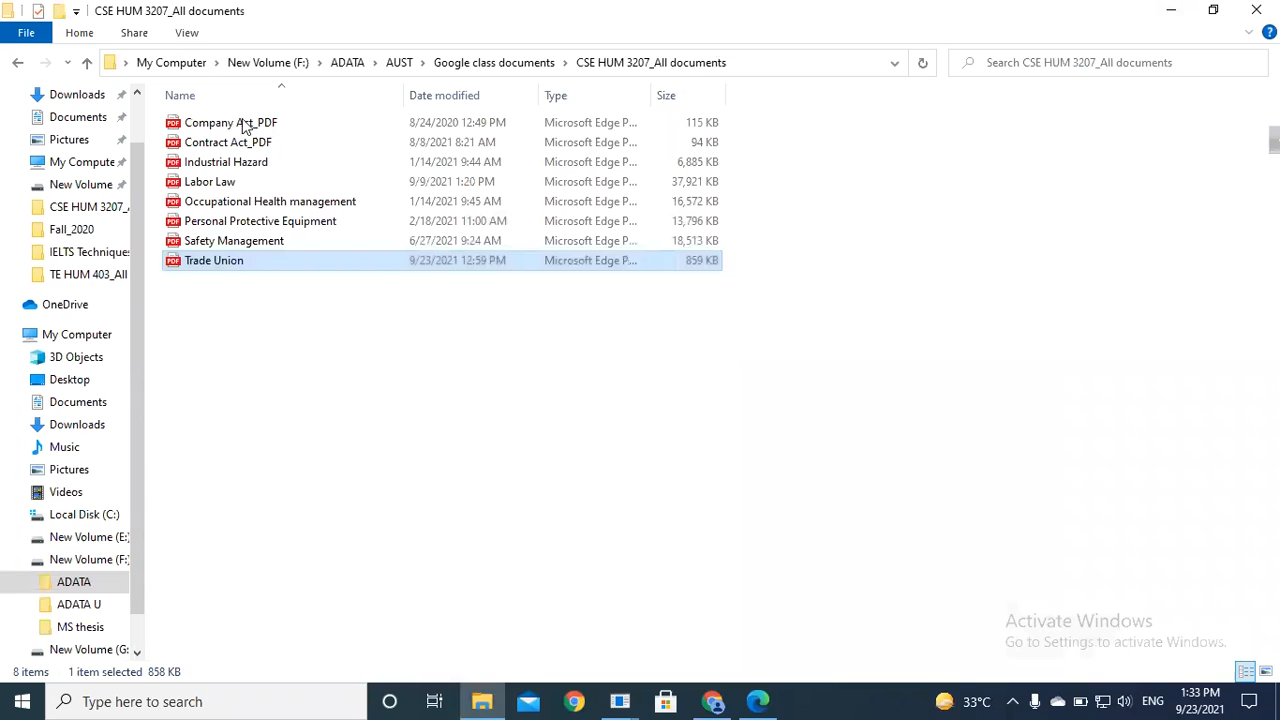 CSE HUM 3207_All documents
File Home Share View
My Computer New Volume (F:) ADATA AUST Google class documents CSE HUM 3207_All documents Search CSE HUM 3207_All documents
Name Date modified Type Size
Company Act_PDF 8/24/2020 12:49 PM Microsoft Edge P... 115 KB
Contract Act_PDF 8/8/2021 8:21 AM Microsoft Edge P... 94 KB
Industrial Hazard 1/14/2021 9:44 AM Microsoft Edge P... 6,885 KB
Labor Law 9/9/2021 1:20 PM Microsoft Edge P... 37,921 KB
Occupational Health management 1/14/2021 9:45 AM Microsoft Edge P... 16,572 KB
Personal Protective Equipment 2/18/2021 11:00 AM Microsoft Edge P... 13,796 KB
Safety Management 6/27/2021 9:24 AM Microsoft Edge P... 18,513 KB
Trade Union 9/23/2021 12:59 PM Microsoft Edge P... 859 KB
Downloads
Documents
Pictures
My Compute
New Volume
CSE HUM 3207_
Fall_2020
IELTS Technique
TE HUM 403_All
OneDrive
My Computer
3D Objects
Desktop
Documents
Downloads
Music
Pictures
Videos
Local Disk (C:)
New Volume (E:
New Volume (F:
ADATA
ADATA U
MS thesis
New Volume (G:
Activate Windows
Go to Settings to activate Windows.
8 items 1 item selected 858 KB
Type here to search
33°C
ENG
1:33 PM
9/23/2021